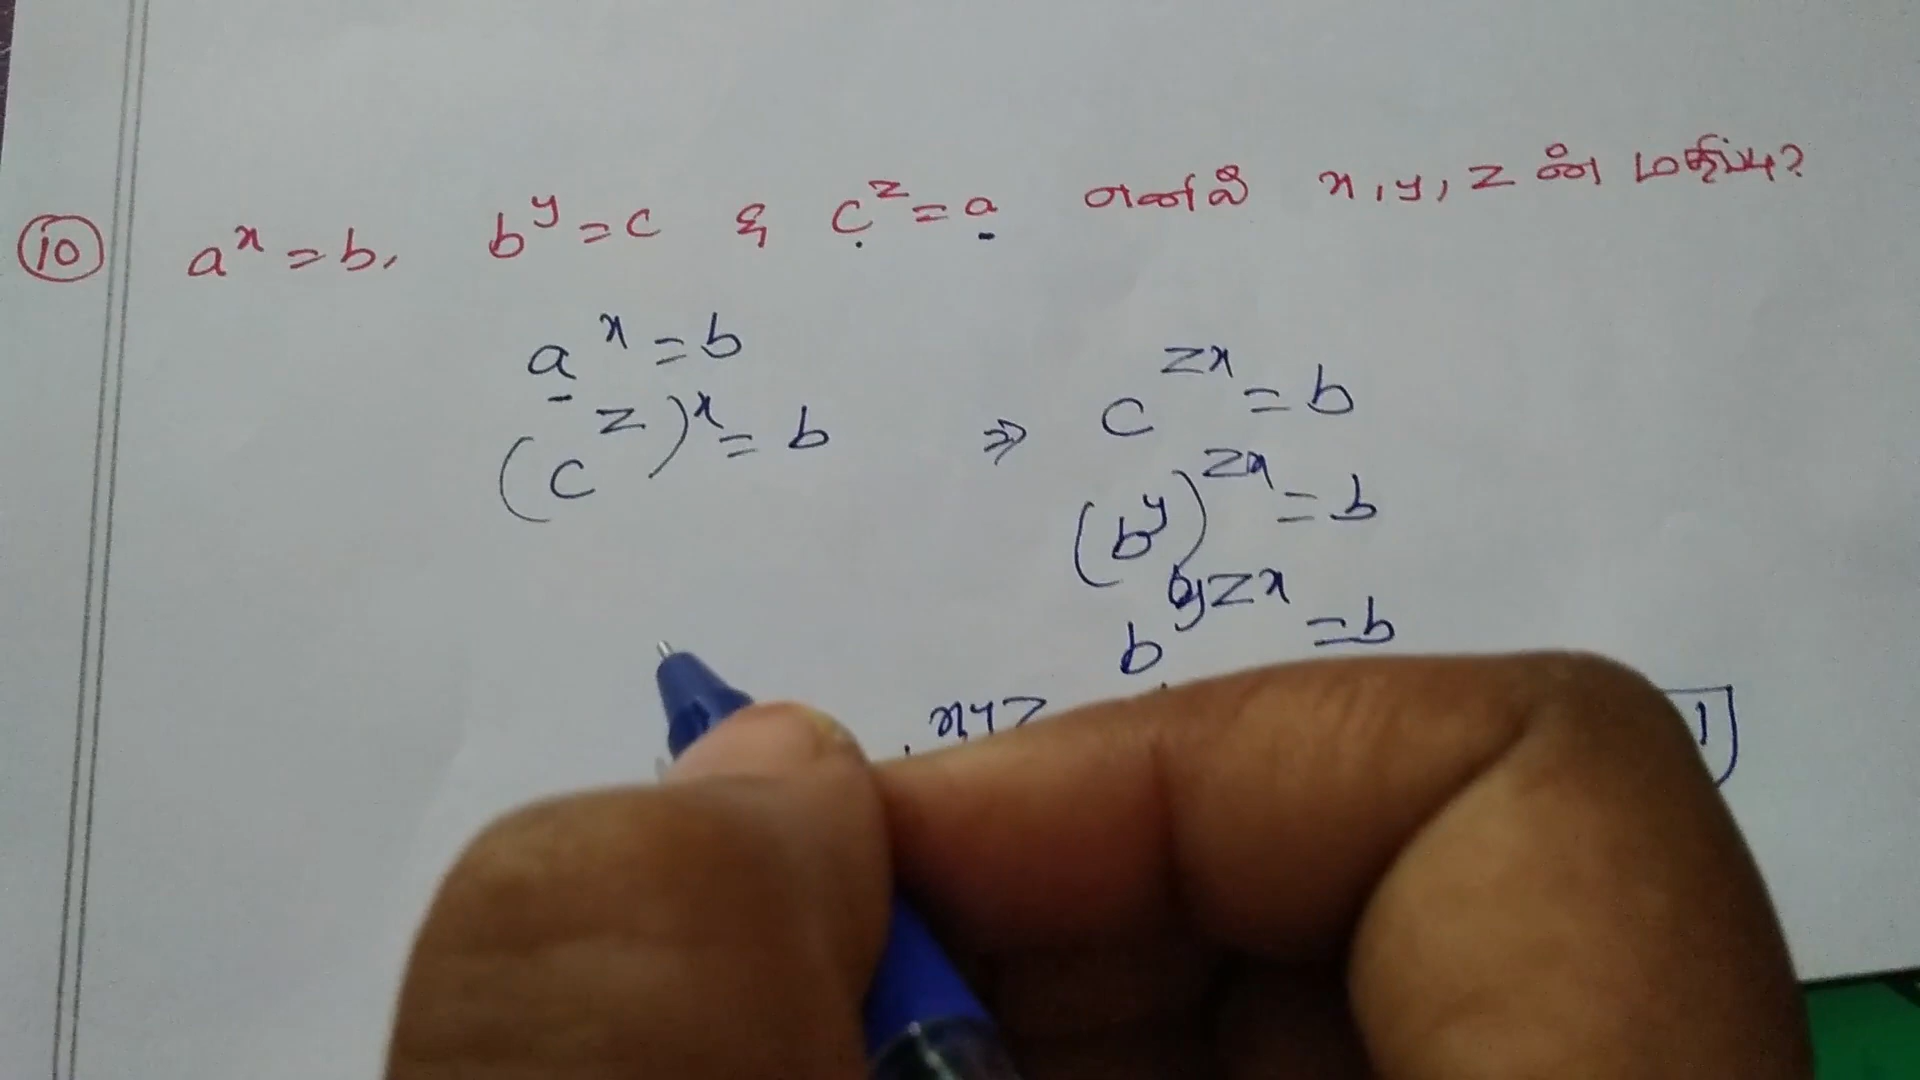 10 aˣ = b, bʸ = c & cᶻ = a எனில் x, y, z ன் மதிப்பு?
aˣ = b
(cᶻ)ˣ = b ⇒ cᶻˣ = b
(bʸ)ᶻˣ = b
bʸᶻˣ = b
xyz 1